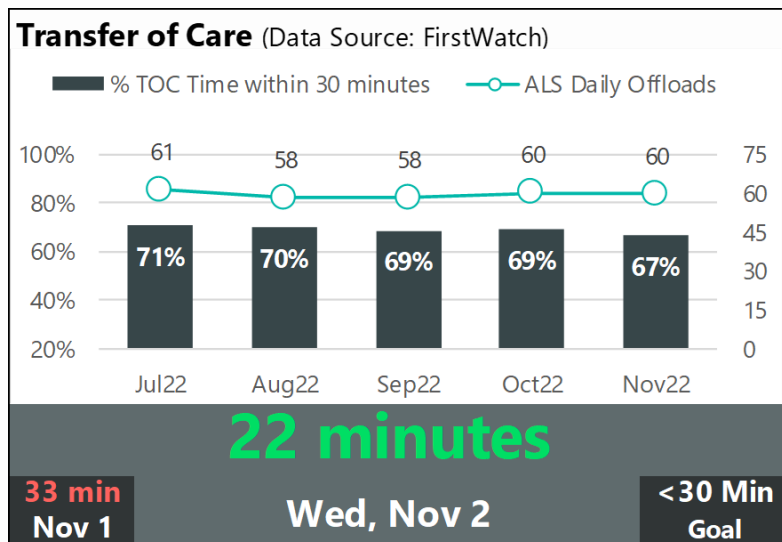 Transfer of Care (Data Source: FirstWatch)
% TOC Time within 30 minutes ALS Daily Offloads
61 58 58 60 60
100% 75
80% 60
60% 45
40% 30
15
20% 0
71% 70% 69% 69% 67%
Jul22 Aug22 Sep22 Oct22 Nov22
22 minutes
33 min
Nov 1
Wed, Nov 2
<30 Min
Goal